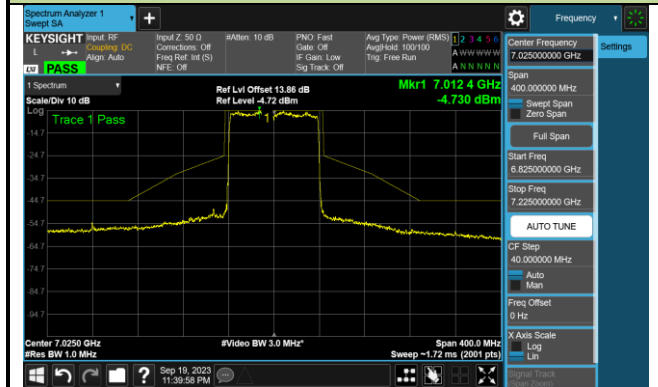 Spectrum Analyzer 1
Swept SA
+
Frequency
KEYSIGHT
L
LXI
PASS
Input: RF
Coupling: DC
Align: Auto
Input Z: 50 Ω
Corrections: Off
Freq Ref: Int (S)
NFE: Off
#Atten: 10 dB
PNO: Fast
Gate: Off
IF Gain: Low
Sig Track: Off
Avg Type: Power (RMS)
Avg|Hold: 100/100
Trig: Free Run
1 2 3 4 5 6
A W W W W W
A N N N N N
1 Spectrum
Scale/Div 10 dB
Ref Lvl Offset 13.86 dB
Ref Level -4.72 dBm
Mkr1 7.012 4 GHz
-4.730 dBm
Log
Trace 1 Pass
1
-14.7
-24.7
-34.7
-44.7
-54.7
-64.7
-74.7
-84.7
-94.7
Center 7.0250 GHz
#Res BW 1.0 MHz
#Video BW 3.0 MHz*
Span 400.0 MHz
Sweep ~1.72 ms (2001 pts)
Sep 19, 2023
11:39:58 PM
?
Center Frequency
7.025000000 GHz
Settings
Span
400.000000 MHz
Swept Span
Zero Span
Full Span
Start Freq
6.825000000 GHz
Stop Freq
7.225000000 GHz
AUTO TUNE
CF Step
40.000000 MHz
Auto
Man
Freq Offset
0 Hz
X Axis Scale
Log
Lin
Signal Track
(Span Zoom)